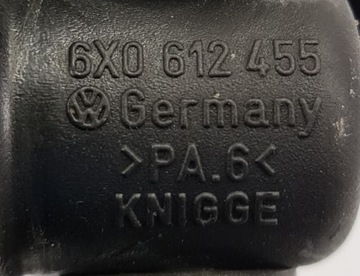 6X0 612 455
Germany
>PA.6<
KNIGGE